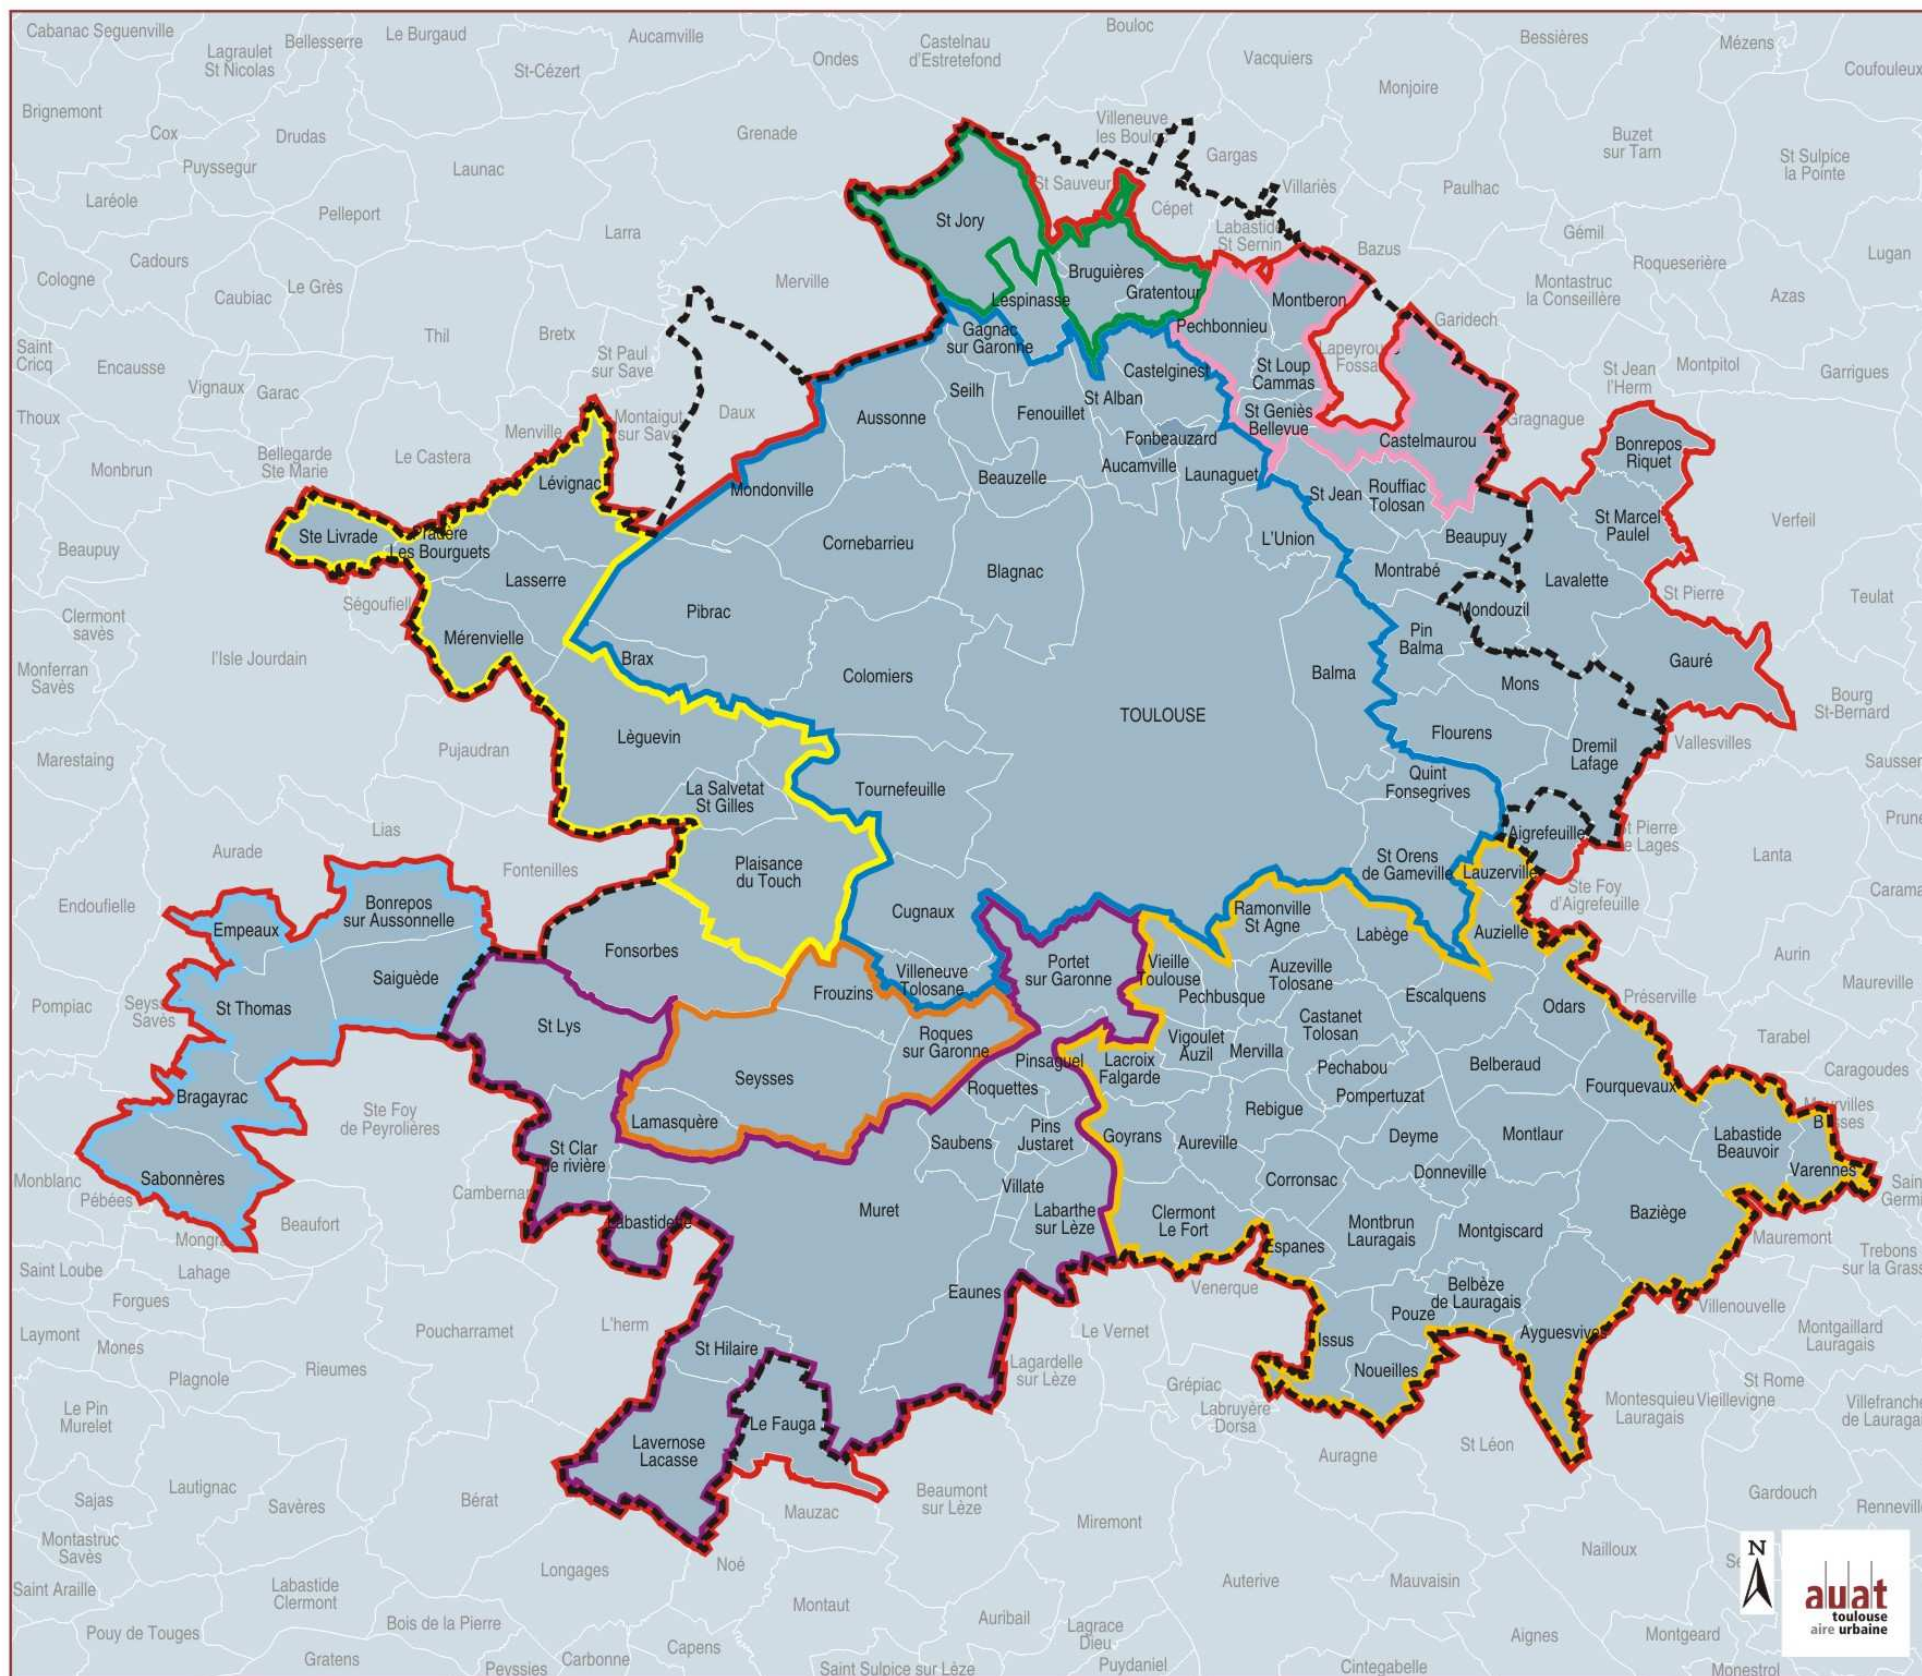 Cabanac Seguenville
Lagraulet
St Nicolas
Bellesserre
Le Burgaud
Aucamville
St-Cézert
Ondes
Castelnau
d'Estretefond
Bouloc
Vacquiers
Bessières
Mézens
Coufouleux
Monjoire
Brignemont
Cox
Drudas
Puyssegur
Launac
Grenade
Villeneuve
les Bouloc
Gargas
Buzet
sur Tarn
St Sulpice
la Pointe
Laréole
Pelleport
Larra
St Jory
St Sauveur
Cépet
Villariès
Paulhac
Labastide
St Sernin
Bazus
Gémil
Roqueserière
Lugan
Cologne
Cadours
Caubiac
Le Grès
Merville
Bruguières
Gratentour
Lespinasse
Montberon
Montastruc
la Conseillère
Azas
Thil
Bretx
Gagnac
sur Garonne
Pechbonnieu
Garidech
Saint
Cricq
Encausse
Vignaux
Garac
St Paul
sur Save
Seilh
Castelginest
St Loup
Cammas
St Jean
l'Herm
Montpitol
Garrigues
Thoux
Menville
Montaigut
sur Save
Daux
Aussonne
Fenouillet
St Alban
St Geniès
Bellevue
Gragnague
Monbrun
Bellegarde
Ste Marie
Le Castera
Lévignac
Fonbeauzard
Aucamville
Launaguet
Castelmaurou
Bonrepos
Riquet
Mondonville
Beauzelle
St Jean
Rouffiac
Tolosan
St Marcel
Paulel
Verfeil
Beaupuy
Ste Livrade
Les Bourguets
Cornebarrieu
L'Union
Beaupuy
Lasserre
Blagnac
Montrabé
Lavalette
St Pierre
Teulat
Clermont
savès
Pibrac
Mondouzil
Mérenvielle
Pin
Balma
Monferran
Savès
l'Isle Jourdain
Brax
Colomiers
Balma
Mons
Gauré
Bourg
St-Bernard
Marestaing
Pujaudran
Lèguevin
TOULOUSE
Flourens
Dremil
Lafage
Vallesvilles
La Salvetat
St Gilles
Tournefeuille
Quint
Fonsegrives
Lias
Aurade
Fontenilles
Aigrefeuille
Lanta
Plaisance
du Touch
St Orens
de Gameville
Lauzerville
Ste Foy
d'Aigrefeuille
Endoufielle
Empeaux
Bonrepos
sur Aussonnelle
Cugnaux
Ramonville
St Agne
Labège
Auzielle
Fonsorbes
Aurin
Pompiac
Saiguède
Villeneuve
Tolosane
Portet
sur Garonne
Vieille
Toulouse
Auzeville
Tolosane
Maureville
St Thomas
Frouzins
Pechbusque
Escalquens
Odars
Préserville
St Lys
Roques
sur Garonne
Castanet
Tolosan
Tarabel
Vigoulet
Auzil
Mervilla
Seysses
Pinsaguel
Lacroix
Falgarde
Pechabou
Belberaud
Caragoudes
Bragayrac
Roquettes
Pompertuzat
Fourquevaux
Ste Foy
de Peyrolières
Lamasquère
Rebigue
Saubens
Pins
Justaret
Goyrans
Aureville
Deyme
Montlaur
Labastide
Beauvoir
Varennes
St Clar
Monblanc
Pébées
Sabonnères
Donneville
Corronsac
Villate
Muret
Labarthe
sur Lèze
Clermont
Le Fort
Montbrun
Lauragais
Montgiscard
Baziège
Beaufort
Mauremont
Espanes
Saint Loube
Lahage
Forgues
Venerque
Trebons
Eaunes
Belbèze
de Lauragais
Villenouvelle
Laymont
Mones
Poucharramet
L'herm
Le Vernet
Pouze
Ayguesvives
Montgaillard
Lauragais
St Hilaire
Issus
Noueilles
Plagnole
Rieumes
Lagardelle
sur Lèze
Grépiac
St Rome
Labruyère
Dorsa
Montesquieu
Lauragais
Vieillevigne
Le Pin
Murelet
Le Fauga
Lavernose
Lacasse
Auragne
St Léon
Lautignac
Sajas
Savères
Bérat
Mauzac
Beaumont
sur Lèze
Gardouch
Montastruc
Savès
Miremont
Nailloux
Noé
Longages
Saint Araille
Labastide
Clermont
Montaut
Auterive
Mauvaisin
Auribail
Lagrace
Dieu
Pouy de Touges
Bois de la Pierre
Capens
Aignes
Montgeard
Gratens
Peyssies
Carbonne
Saint Sulpice sur Lèze
Puydaniel
Cintegabelle
Monestrol
N
auat
toulouse
aire urbaine